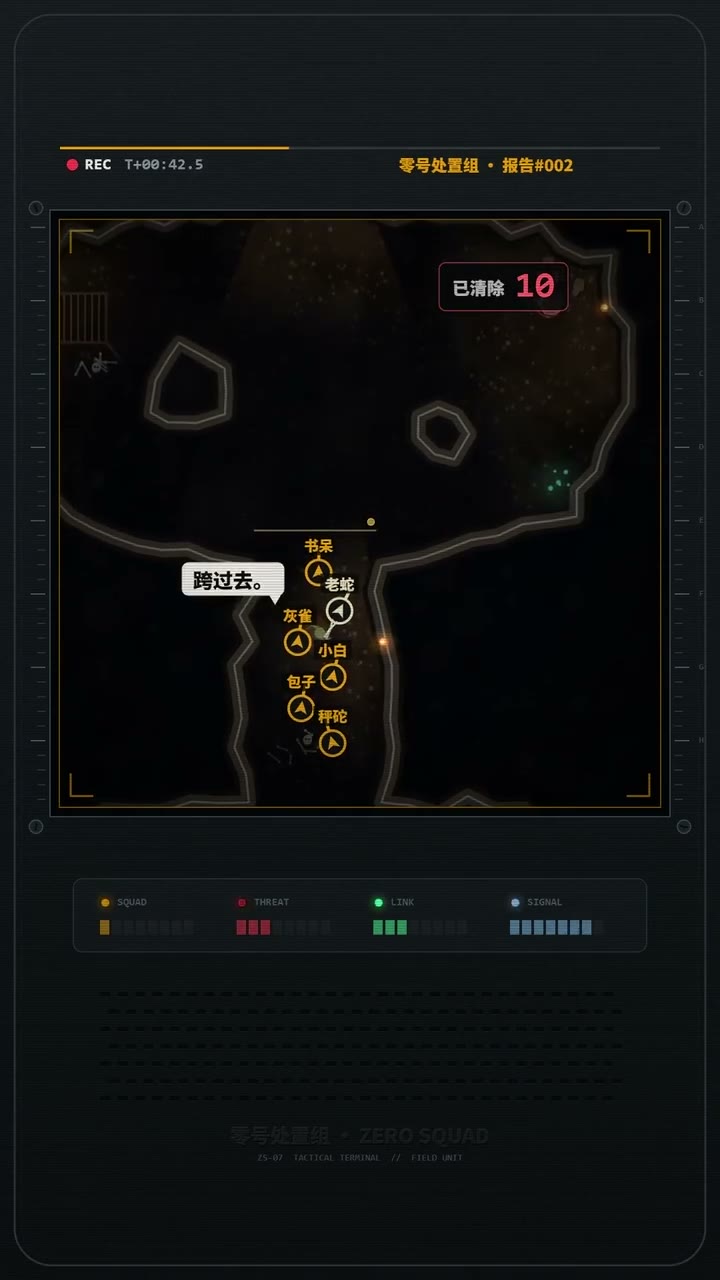 REC T+00:42.5 零号处置组 • 报告#002
已清除 10
书呆
老蛇
跨过去。
灰雀
小白
包子
秤砣
SQUAD THREAT LINK SIGNAL
零号处置组 • ZERO SQUAD
ZS-07 TACTICAL TERMINAL // FIELD UNIT
A
B
C
D
E
F
G
H